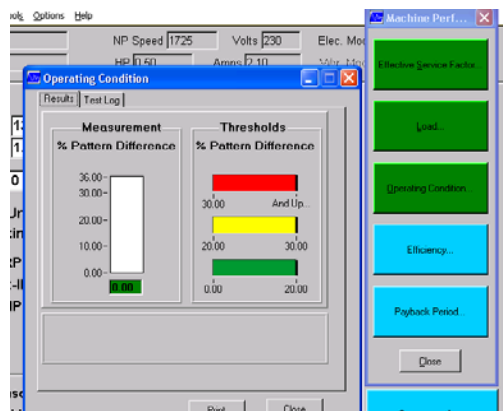 Options Help
NP Speed 1725 Volts 230
HP 0.50 Amps 2.10
Operating Condition
Results Test Log
Measurement
% Pattern Difference
36.00
30.00
20.00
10.00
0.00
0.00
Thresholds
% Pattern Difference
30.00 And Up...
20.00 30.00
0.00 20.00
Print Close
Machine Perf...
Effective Service Factor...
Load...
Operating Condition...
Efficiency...
Payback Period...
Close